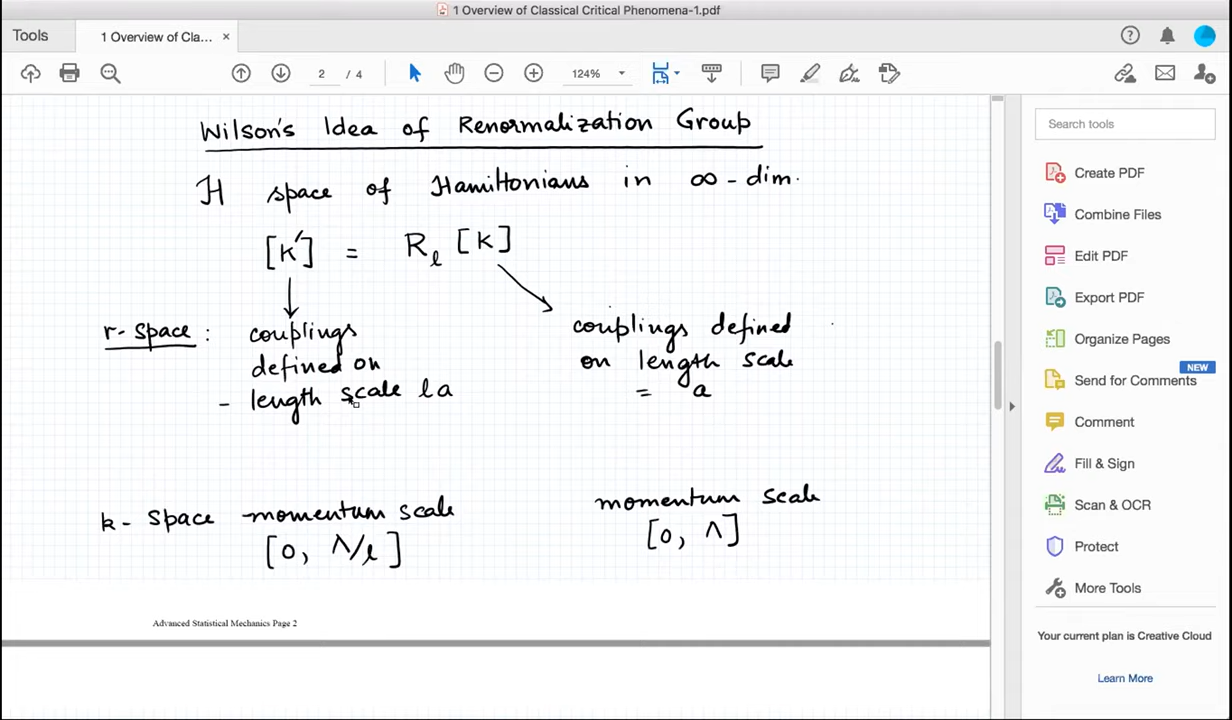 1 Overview of Classical Critical Phenomena-1.pdf
Tools
1 Overview of Cla... ×
2 / 4
124%
Wilson's Idea of Renormalization Group
H space of Hamiltonians in ∞-dim.
[K'] = Rℓ [K]
r-space : couplings defined on length scale la
couplings defined on length scale = a
k-space momentum scale [0, Λ/ℓ]
momentum scale [0, Λ]
Advanced Statistical Mechanics Page 2
Search tools
Create PDF
Combine Files
Edit PDF
Export PDF
Organize Pages
NEW
Send for Comments
Comment
Fill & Sign
Scan & OCR
Protect
More Tools
Your current plan is Creative Cloud
Learn More